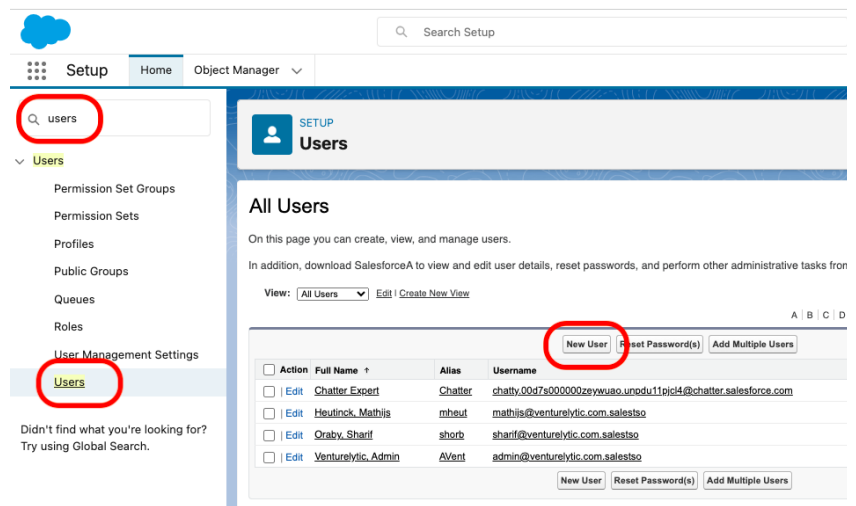 Search Setup
Setup Home Object Manager
users
Users
Permission Set Groups
Permission Sets
Profiles
Public Groups
Queues
Roles
User Management Settings
Users
Didn't find what you're looking for?
Try using Global Search.
SETUP
Users
All Users
On this page you can create, view, and manage users.
In addition, download SalesforceA to view and edit user details, reset passwords, and perform other administrative tasks fron
View: All Users Edit | Create New View
A | B | C | D
New User Reset Password(s) Add Multiple Users
Action Full Name ↑ Alias Username
| Edit Chatter Expert Chatter chatty.00d7s000000zeywuao.unpdu11pjcl4@chatter.salesforce.com
| Edit Heutinck, Mathijs mheut mathijs@venturelytic.com.salestso
| Edit Oraby, Sharif shorb sharif@venturelytic.com.salestso
| Edit Venturelytic, Admin AVent admin@venturelytic.com.salestso
New User Reset Password(s) Add Multiple Users